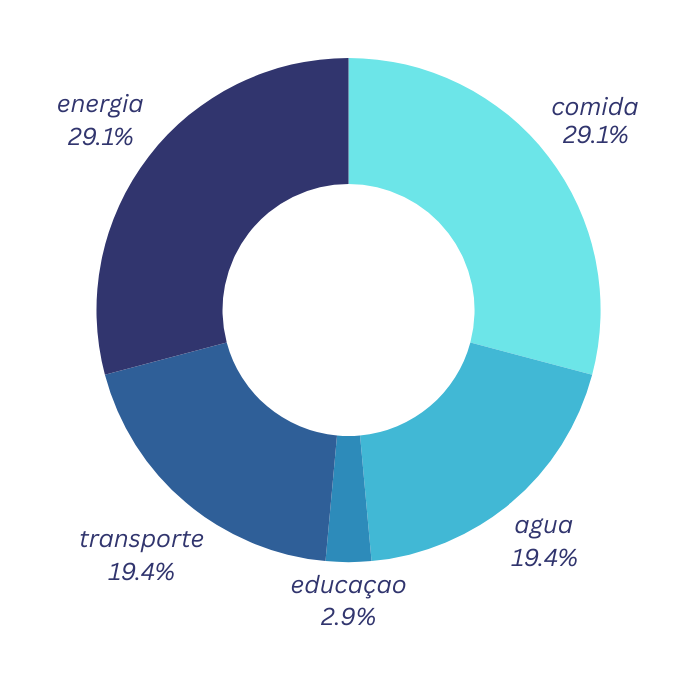 energia
29.1%
comida
29.1%
agua
19.4%
transporte
19.4%
educaçao
2.9%